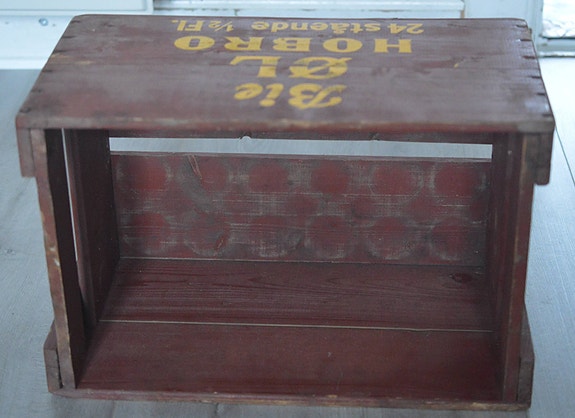 Bie
ØL
HOBRO
24 stående ½ Fl.